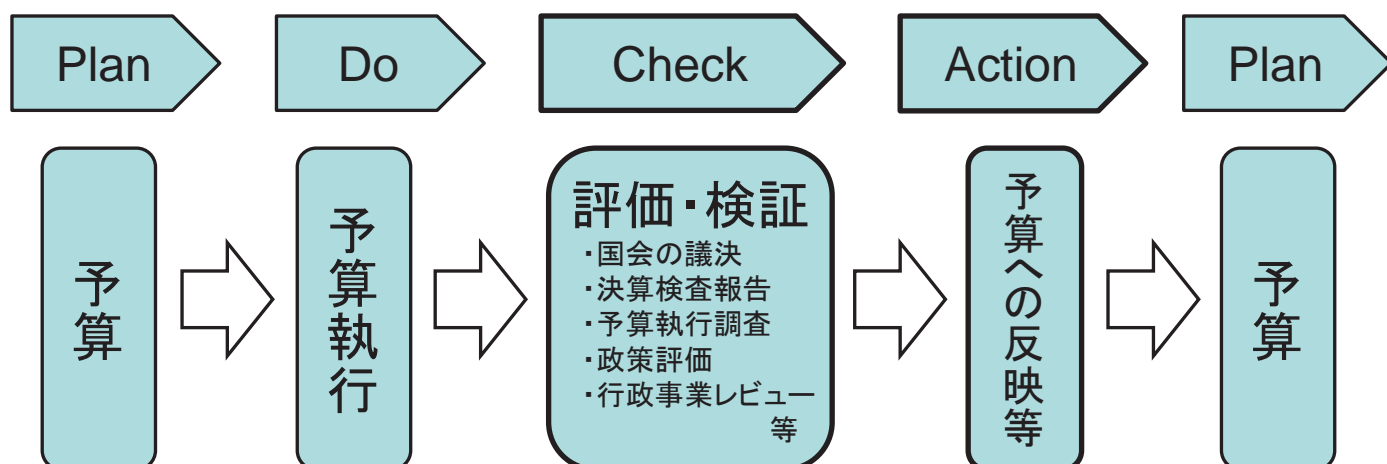 Plan
Do
Check
Action
Plan
予算
予算執行
評価・検証
・国会の議決
・決算検査報告
・予算執行調査
・政策評価
・行政事業レビュー
等
予算への反映等
予算